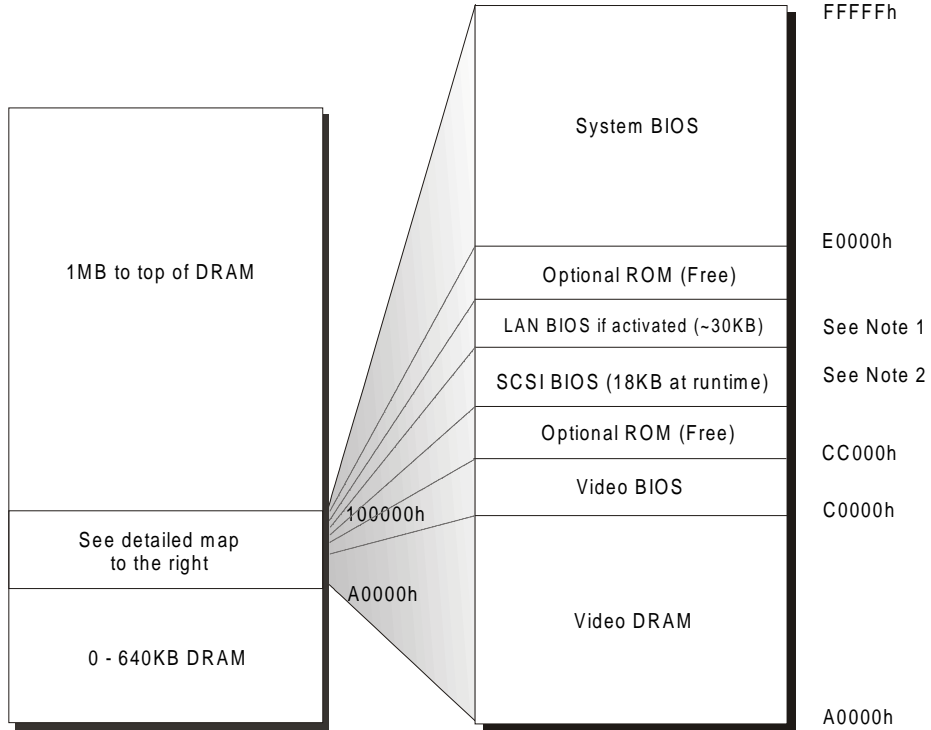 FFFFFh
System BIOS
1MB to top of DRAM
E0000h
Optional ROM (Free)
LAN BIOS if activated (~30KB)
See Note 1
SCSI BIOS (18KB at runtime)
See Note 2
Optional ROM (Free)
CC000h
Video BIOS
C0000h
100000h
See detailed map
to the right
A0000h
Video DRAM
0 - 640KB DRAM
A0000h